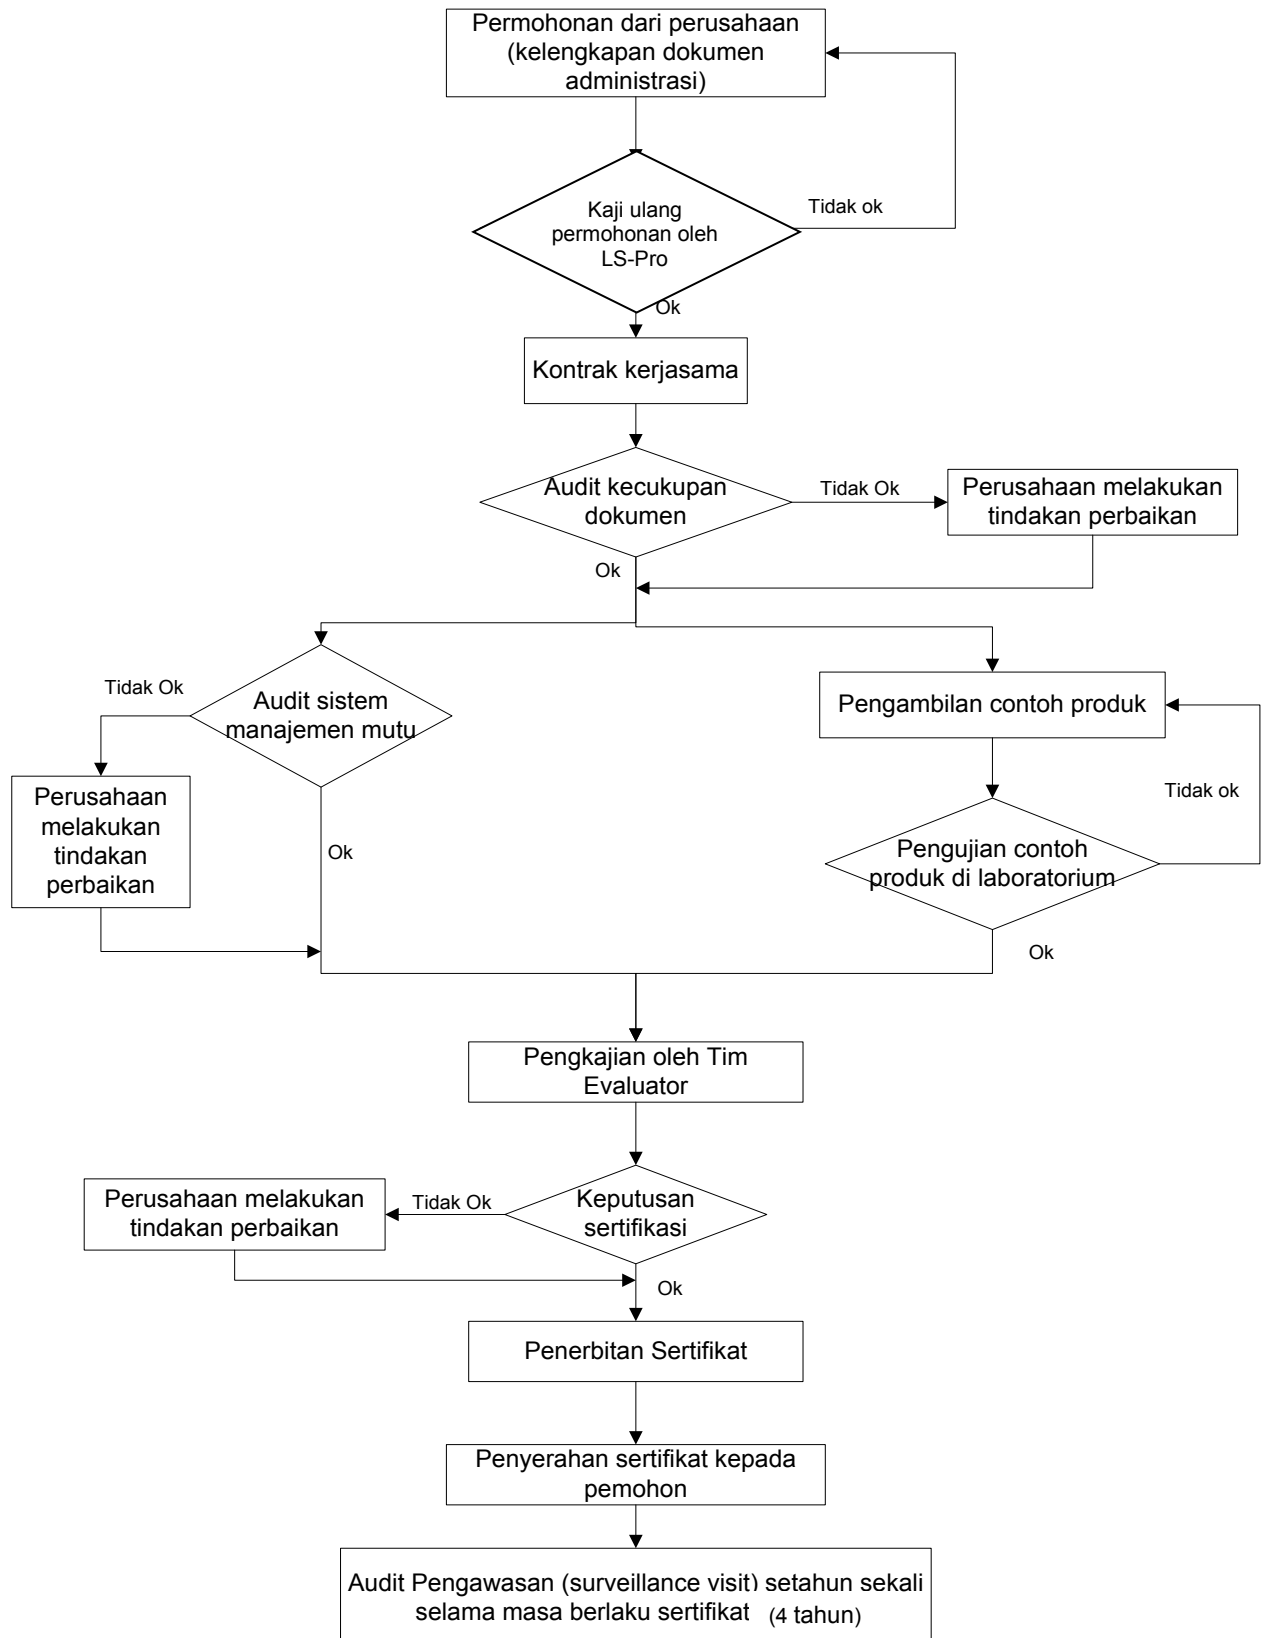 Permohonan dari perusahaan
(kelengkapan dokumen
administrasi)
Kaji ulang
permohonan oleh
LS-Pro
Tidak ok
Ok
Kontrak kerjasama
Audit kecukupan
dokumen
Tidak Ok
Perusahaan melakukan
tindakan perbaikan
Ok
Tidak Ok
Audit sistem
manajemen mutu
Pengambilan contoh produk
Perusahaan
melakukan
tindakan
perbaikan
Ok
Tidak ok
Pengujian contoh
produk di laboratorium
Ok
Pengkajian oleh Tim
Evaluator
Perusahaan melakukan
tindakan perbaikan
Tidak Ok
Keputusan
sertifikasi
Ok
Penerbitan Sertifikat
Penyerahan sertifikat kepada
pemohon
Audit Pengawasan (surveillance visit) setahun sekali
selama masa berlaku sertifikat (4 tahun)